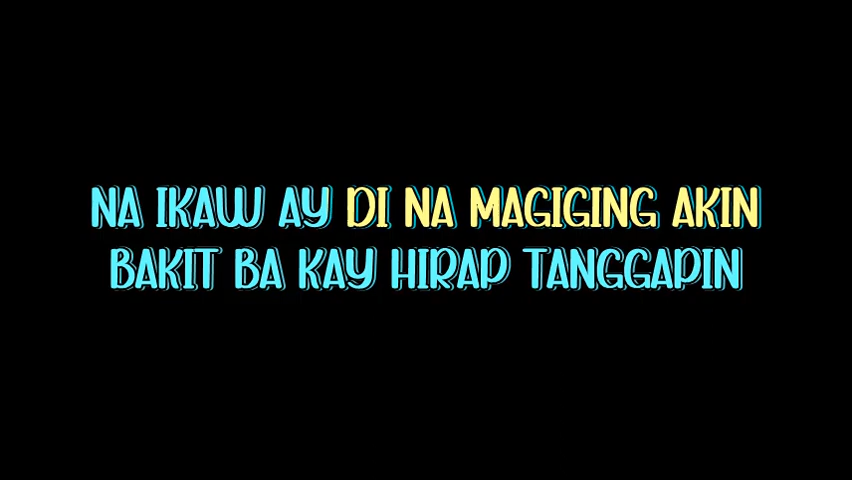 NA IKAW AY DI NA MAGIGING AKIN
BAKIT BA KAY HIRAP TANGGAPIN